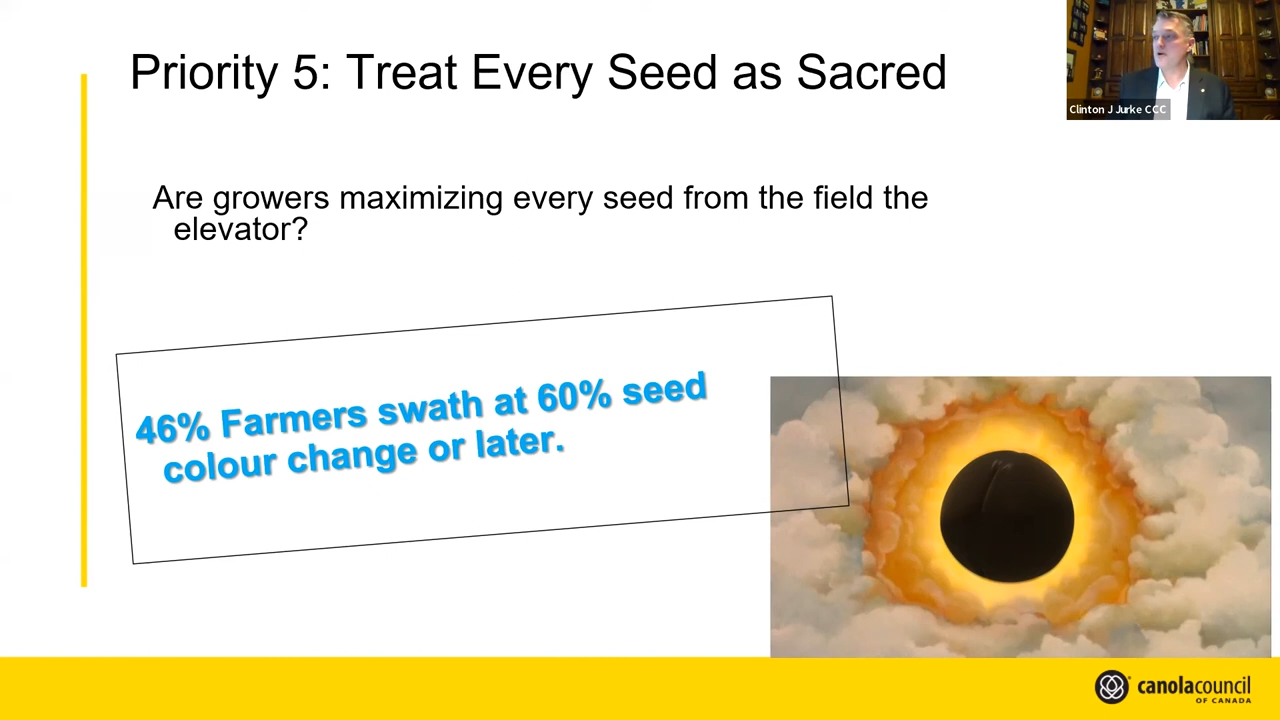 Priority 5: Treat Every Seed as Sacred
Clinton J Jurke CCC
Are growers maximizing every seed from the field the
elevator?
46% Farmers swath at 60% seed
colour change or later.
canolacouncil
OF CANADA